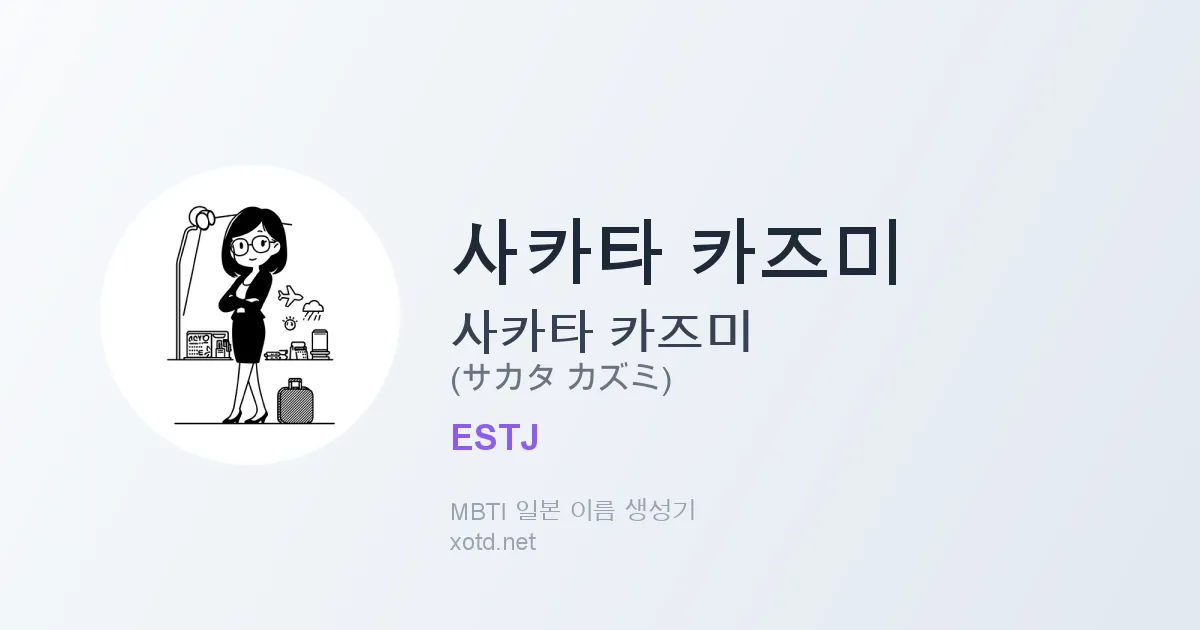 사카타 카즈미
사카타 카즈미
(サカタ カズミ)
ESTJ
MBTI 일본 이름 생성기
xotd.net